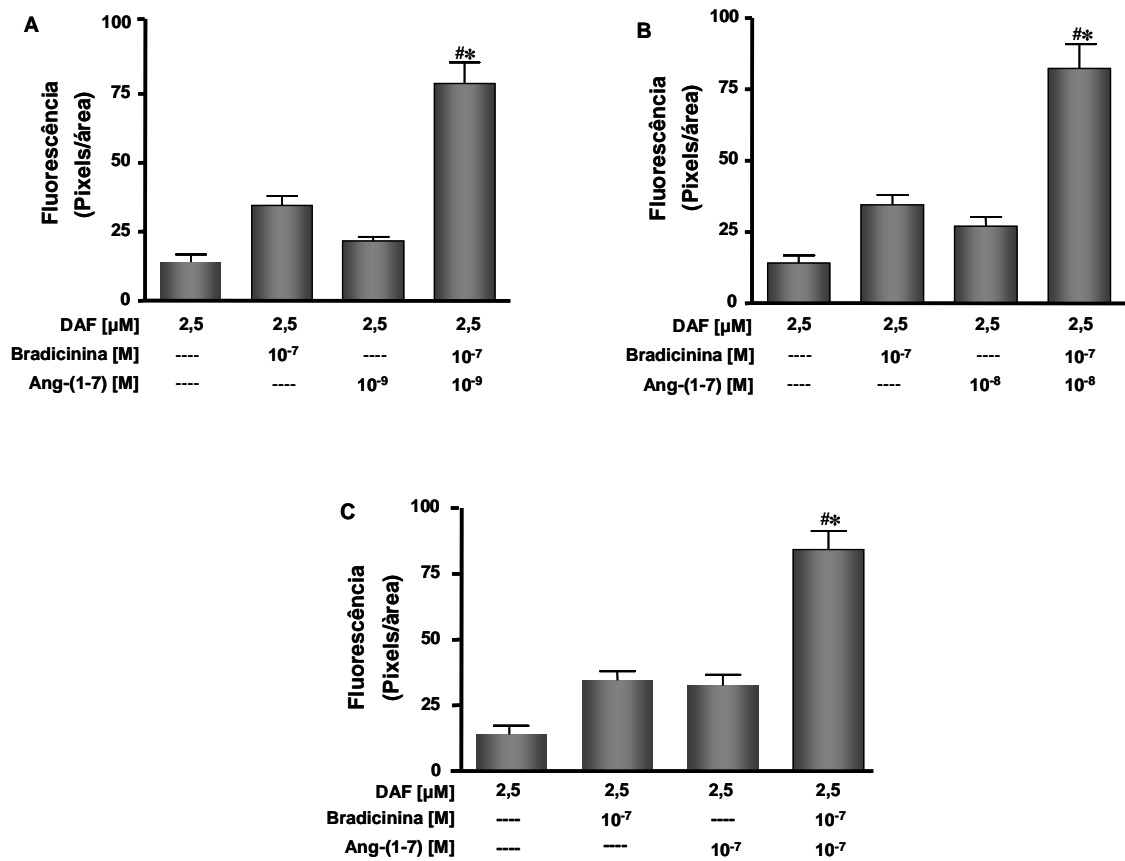 A
Fluorescência
(Pixels/área)
100
75
50
25
0
#*
DAF [µM] 2,5 2,5 2,5 2,5
Bradicinina [M] ---- 10⁻⁷ ---- 10⁻⁷
Ang-(1-7) [M] ---- ---- 10⁻⁹ 10⁻⁹
B
Fluorescência
(Pixels/área)
100
75
50
25
0
#*
DAF [µM] 2,5 2,5 2,5 2,5
Bradicinina [M] ---- 10⁻⁷ ---- 10⁻⁷
Ang-(1-7) [M] ---- ---- 10⁻⁸ 10⁻⁸
C
Fluorescência
(Pixels/àrea)
100
75
50
25
0
#*
DAF [µM] 2,5 2,5 2,5 2,5
Bradicinina [M] ---- 10⁻⁷ ---- 10⁻⁷
Ang-(1-7) [M] ---- ---- 10⁻⁷ 10⁻⁷